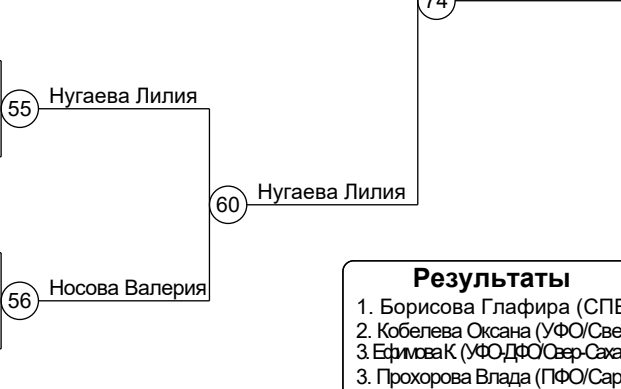 74
55 Нугаева Лилия
60 Нугаева Лилия
56 Носова Валерия
Результаты
1. Борисова Глафира (СПБ
2. Кобелева Оксана (УФО/Све
3. Ефимова К. (УФО-ДФО/Свер-Саха
3. Прохорова Влада (ПФО/Сар